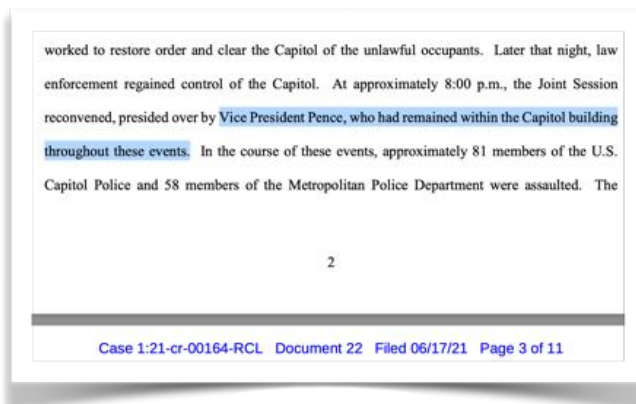 worked to restore order and clear the Capitol of the unlawful occupants. Later that night, law
enforcement regained control of the Capitol. At approximately 8:00 p.m., the Joint Session
reconvened, presided over by Vice President Pence, who had remained within the Capitol building
throughout these events. In the course of these events, approximately 81 members of the U.S.
Capitol Police and 58 members of the Metropolitan Police Department were assaulted. The
2
Case 1:21-cr-00164-RCL Document 22 Filed 06/17/21 Page 3 of 11